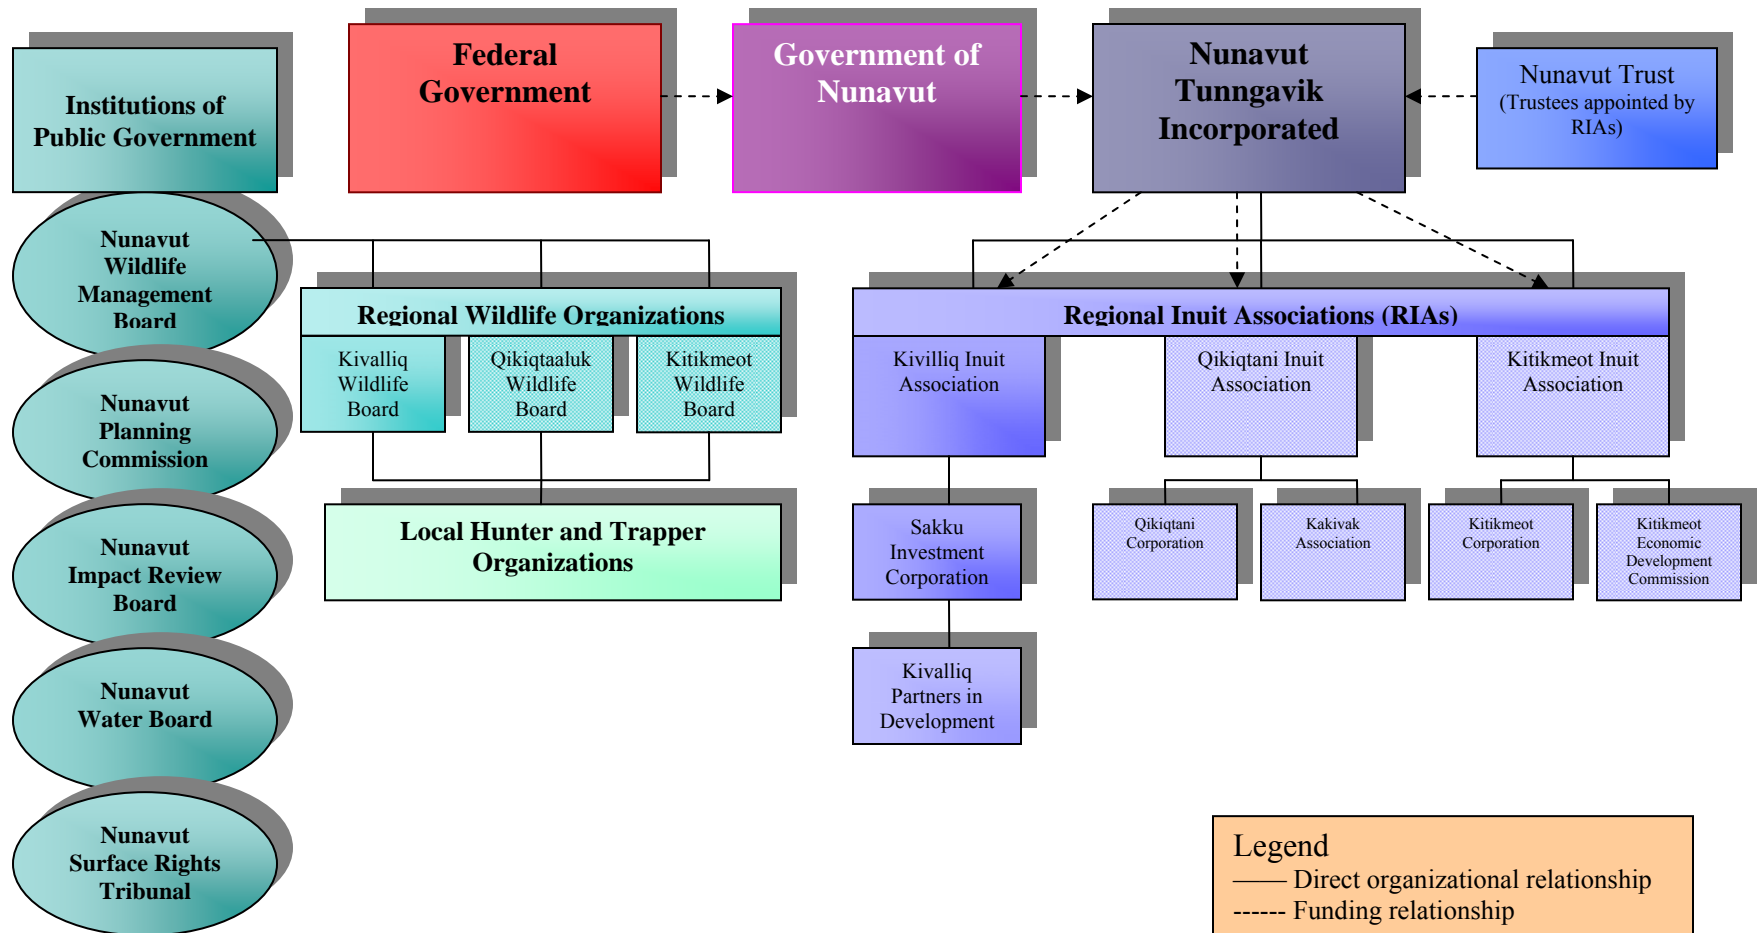 Institutions of
Public Government
Federal
Government
Government of
Nunavut
Nunavut
Tunngavik
Incorporated
Nunavut Trust
(Trustees appointed by
RIAs)
Nunavut
Wildlife
Management
Board
Nunavut
Planning
Commission
Nunavut
Impact Review
Board
Nunavut
Water Board
Nunavut
Surface Rights
Tribunal
Regional Wildlife Organizations
Kivalliq
Wildlife
Board
Qikiqtaaluk
Wildlife
Board
Kitikmeot
Wildlife
Board
Local Hunter and Trapper
Organizations
Regional Inuit Associations (RIAs)
Kivilliq Inuit
Association
Qikiqtani Inuit
Association
Kitikmeot Inuit
Association
Sakku
Investment
Corporation
Kivalliq
Partners in
Development
Qikiqtani
Corporation
Kakivak
Association
Kitikmeot
Corporation
Kitikmeot
Economic
Development
Commission
Legend
—— Direct organizational relationship
------ Funding relationship